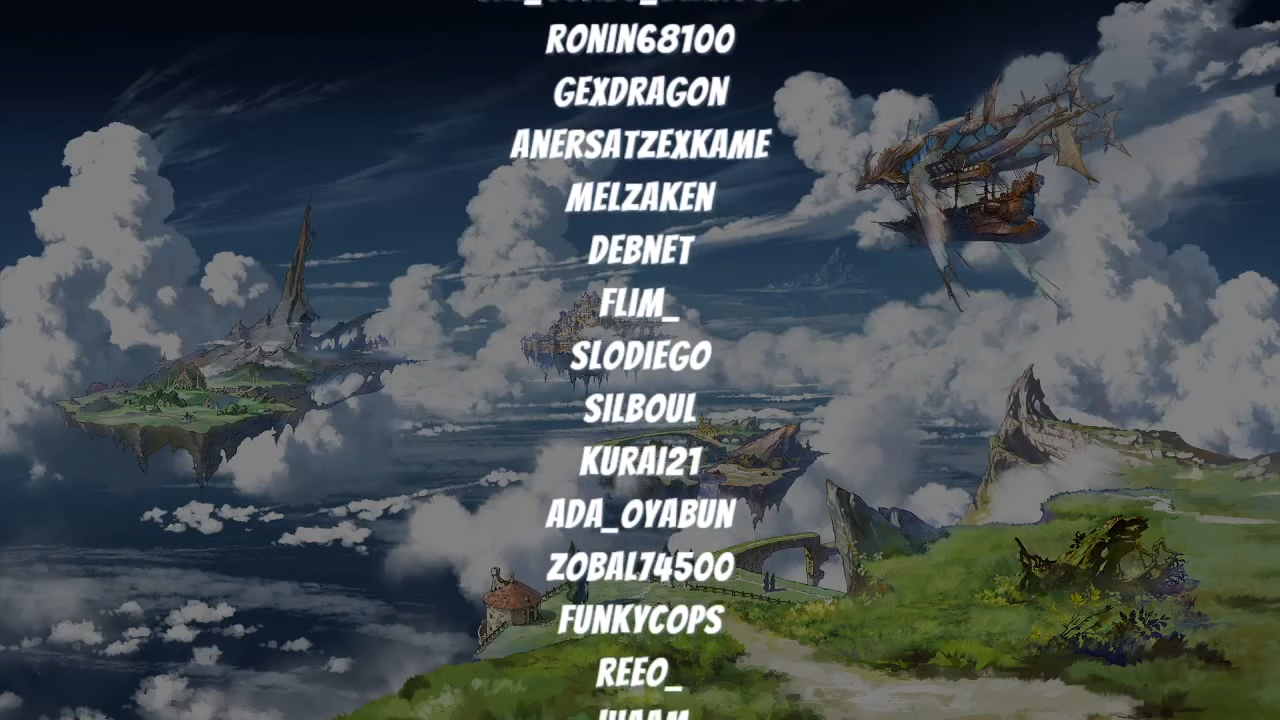 RONIN68100
GEXDRAGON
ANERSATZEXKAME
MELZAKEN
DEBNET
FLIM_
SLODIEGO
SILBOUL
KURAI21
ADA_OYABUN
ZOBAL74500
FUNKYCOPS
REEO_